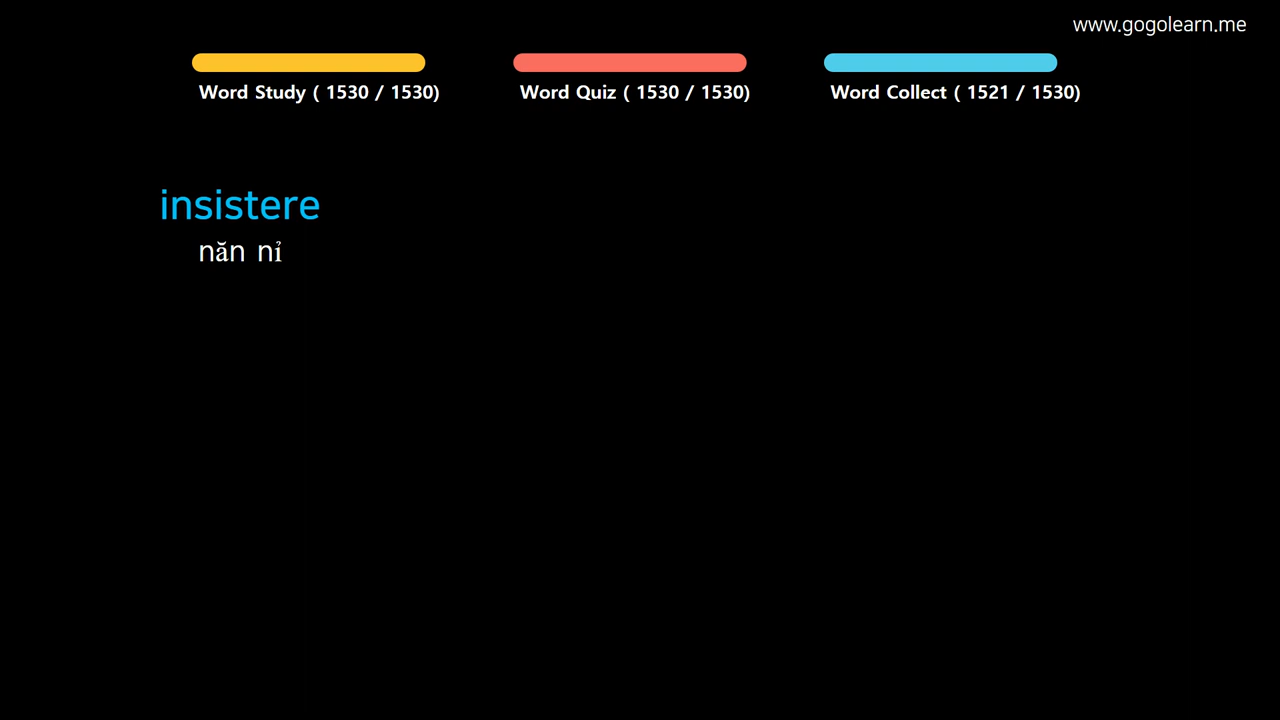 www.gogolearn.me
Word Study ( 1530 / 1530)
Word Quiz ( 1530 / 1530)
Word Collect ( 1521 / 1530)
insistere
năn nỉ